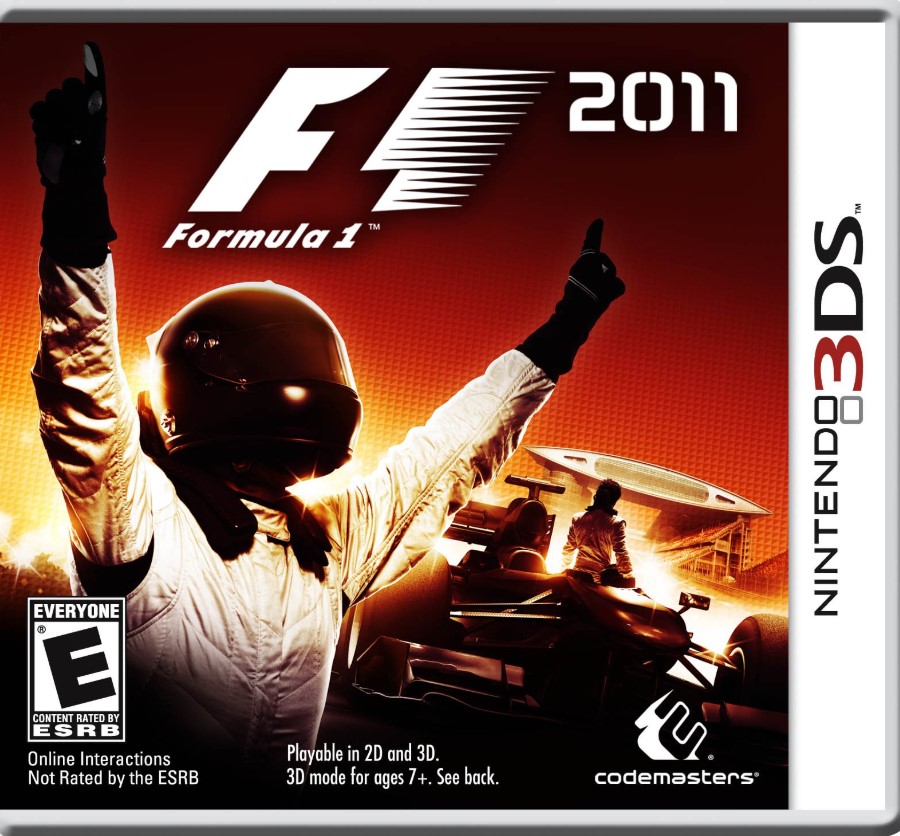 F1 2011
Formula 1™
NINTENDO 3DS™
EVERYONE
®
E
CONTENT RATED BY
ESRB
Online Interactions
Not Rated by the ESRB
Playable in 2D and 3D.
3D mode for ages 7+. See back.
®
codemasters®